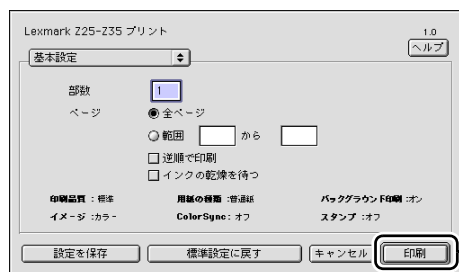 Lexmark Z25-Z35 プリント
1.0
ヘルプ
基本設定
部数 1
ページ 全ページ
範囲 から
逆順で印刷
インクの乾燥を待つ
印刷品質：標準 用紙の種類：普通紙 バックグラウンド印刷：オン
イメージ：カラー ColorSync：オフ スタンプ：オフ
設定を保存 標準設定に戻す キャンセル 印刷